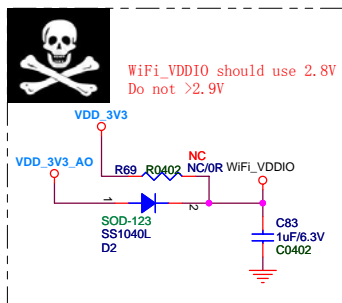 WiFi_VDDIO should use 2.8V
Do not >2.9V
VDD_3V3
NC
R69 R0402 NC/0R WiFi_VDDIO
VDD_3V3_AO
1 2
SOD-123
SS1040L
D2
C83
1uF/6.3V
C0402